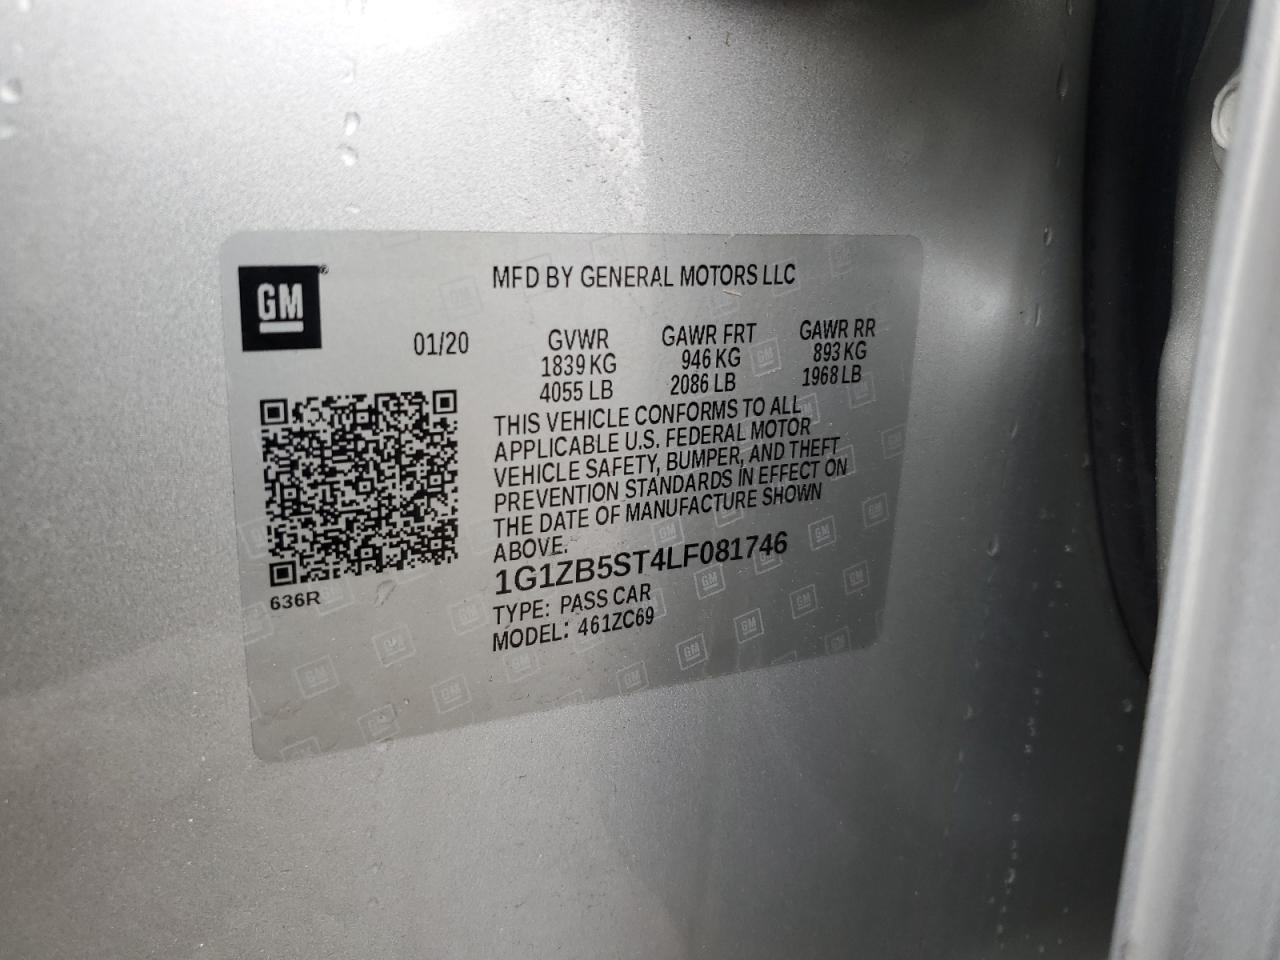 GM®
MFD BY GENERAL MOTORS LLC
01/20
GVWR GAWR FRT GAWR RR
1839 KG 946 KG 893 KG
4055 LB 2086 LB 1968 LB
THIS VEHICLE CONFORMS TO ALL
APPLICABLE U.S. FEDERAL MOTOR
VEHICLE SAFETY, BUMPER, AND THEFT
PREVENTION STANDARDS IN EFFECT ON
THE DATE OF MANUFACTURE SHOWN
ABOVE.
1G1ZB5ST4LF081746
636R
TYPE: PASS CAR
MODEL: 461ZC69